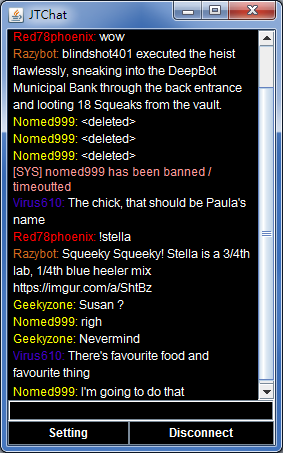 JTChat
Red78phoenix: wow
Razybot: blindshot401 executed the heist
flawlessly, sneaking into the DeepBot
Municipal Bank through the back entrance
and looting 18 Squeaks from the vault.
Nomed999: <deleted>
Nomed999: <deleted>
Nomed999: <deleted>
[SYS] nomed999 has been banned /
timeoutted
Virus610: The chick, that should be Paula's
name
Red78phoenix: !stella
Razybot: Squeeky Squeeky! Stella is a 3/4th
lab, 1/4th blue heeler mix
https://imgur.com/a/ShtBz
Geekyzone: Susan ?
Nomed999: righ
Geekyzone: Nevermind
Virus610: There's favourite food and
favourite thing
Nomed999: I'm going to do that
Setting
Disconnect